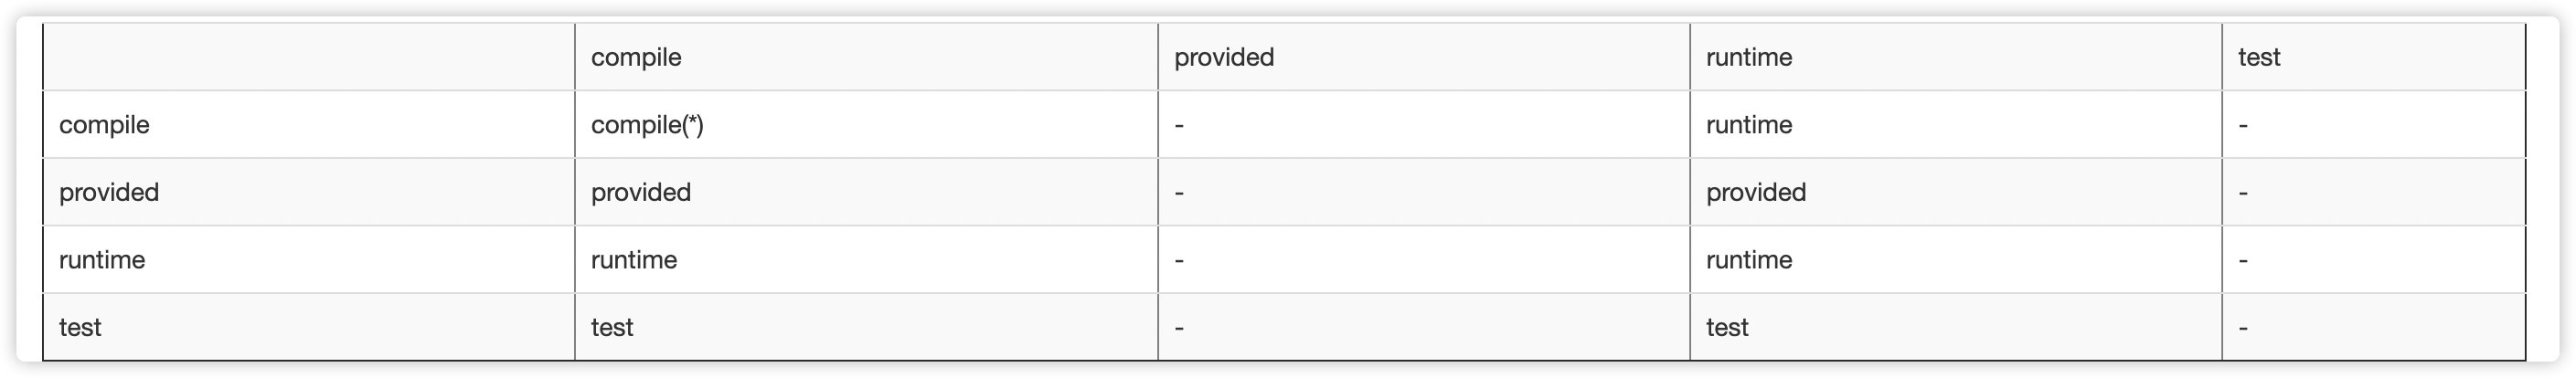 compile provided runtime test
compile compile(*) - runtime -
provided provided - provided -
runtime runtime - runtime -
test test - test -